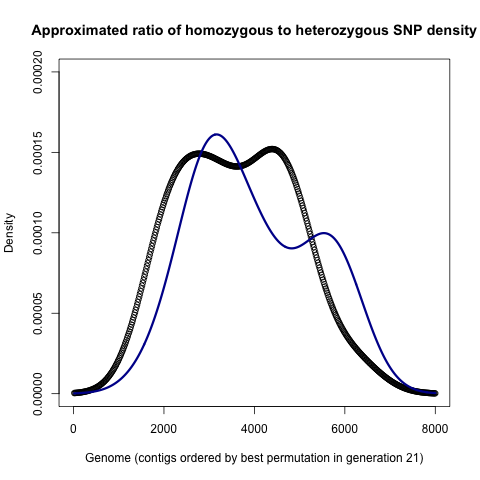 Approximated ratio of homozygous to heterozygous SNP density
0.00020
0.00015
0.00010
0.00005
0.00000
Density
0 2000 4000 6000 8000
Genome (contigs ordered by best permutation in generation 21)